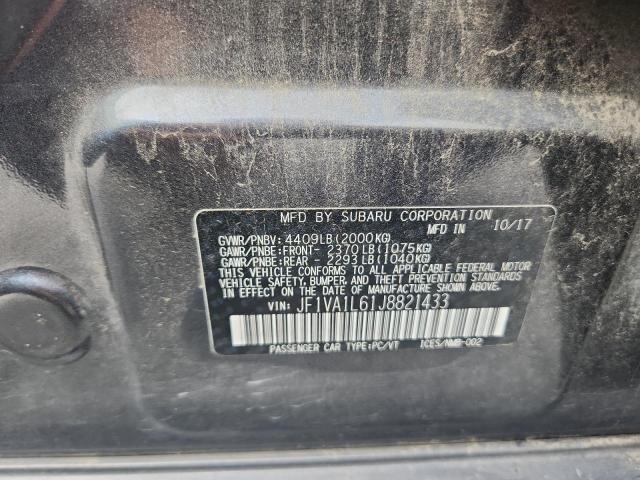 MFD BY SUBARU CORPORATION
MFD IN 10/17
GVWR/PNBV: 4409LB(2000KG)
GAWR/PNBE:FRONT- 2370LB(1075KG)
GAWR/PNBE:REAR - 2293LB(1040KG)
THIS VEHICLE CONFORMS TO ALL APPLICABLE FEDERAL MOTOR
VEHICLE SAFETY, BUMPER, AND THEFT PREVENTION STANDARDS
IN EFFECT ON THE DATE OF MANUFACTURE SHOWN ABOVE.
VIN: JF1VA1L61J8821433
PASSENGER CAR TYPE:PC/VT ICES/NMB-002